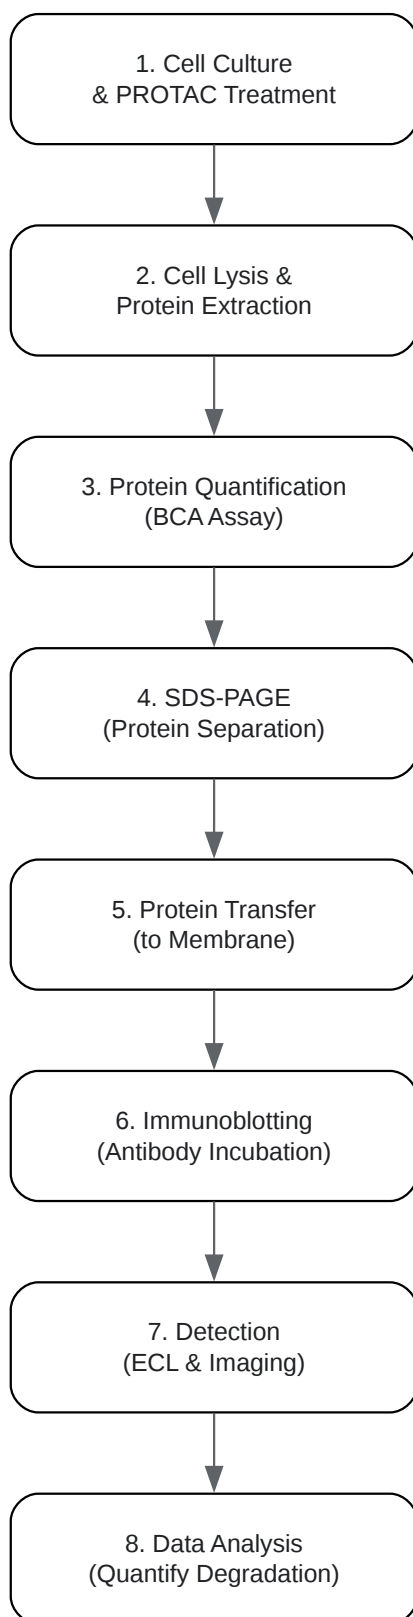 1. Cell Culture
& PROTAC Treatment
2. Cell Lysis &
Protein Extraction
3. Protein Quantification
(BCA Assay)
4. SDS-PAGE
(Protein Separation)
5. Protein Transfer
(to Membrane)
6. Immunoblotting
(Antibody Incubation)
7. Detection
(ECL & Imaging)
8. Data Analysis
(Quantify Degradation)